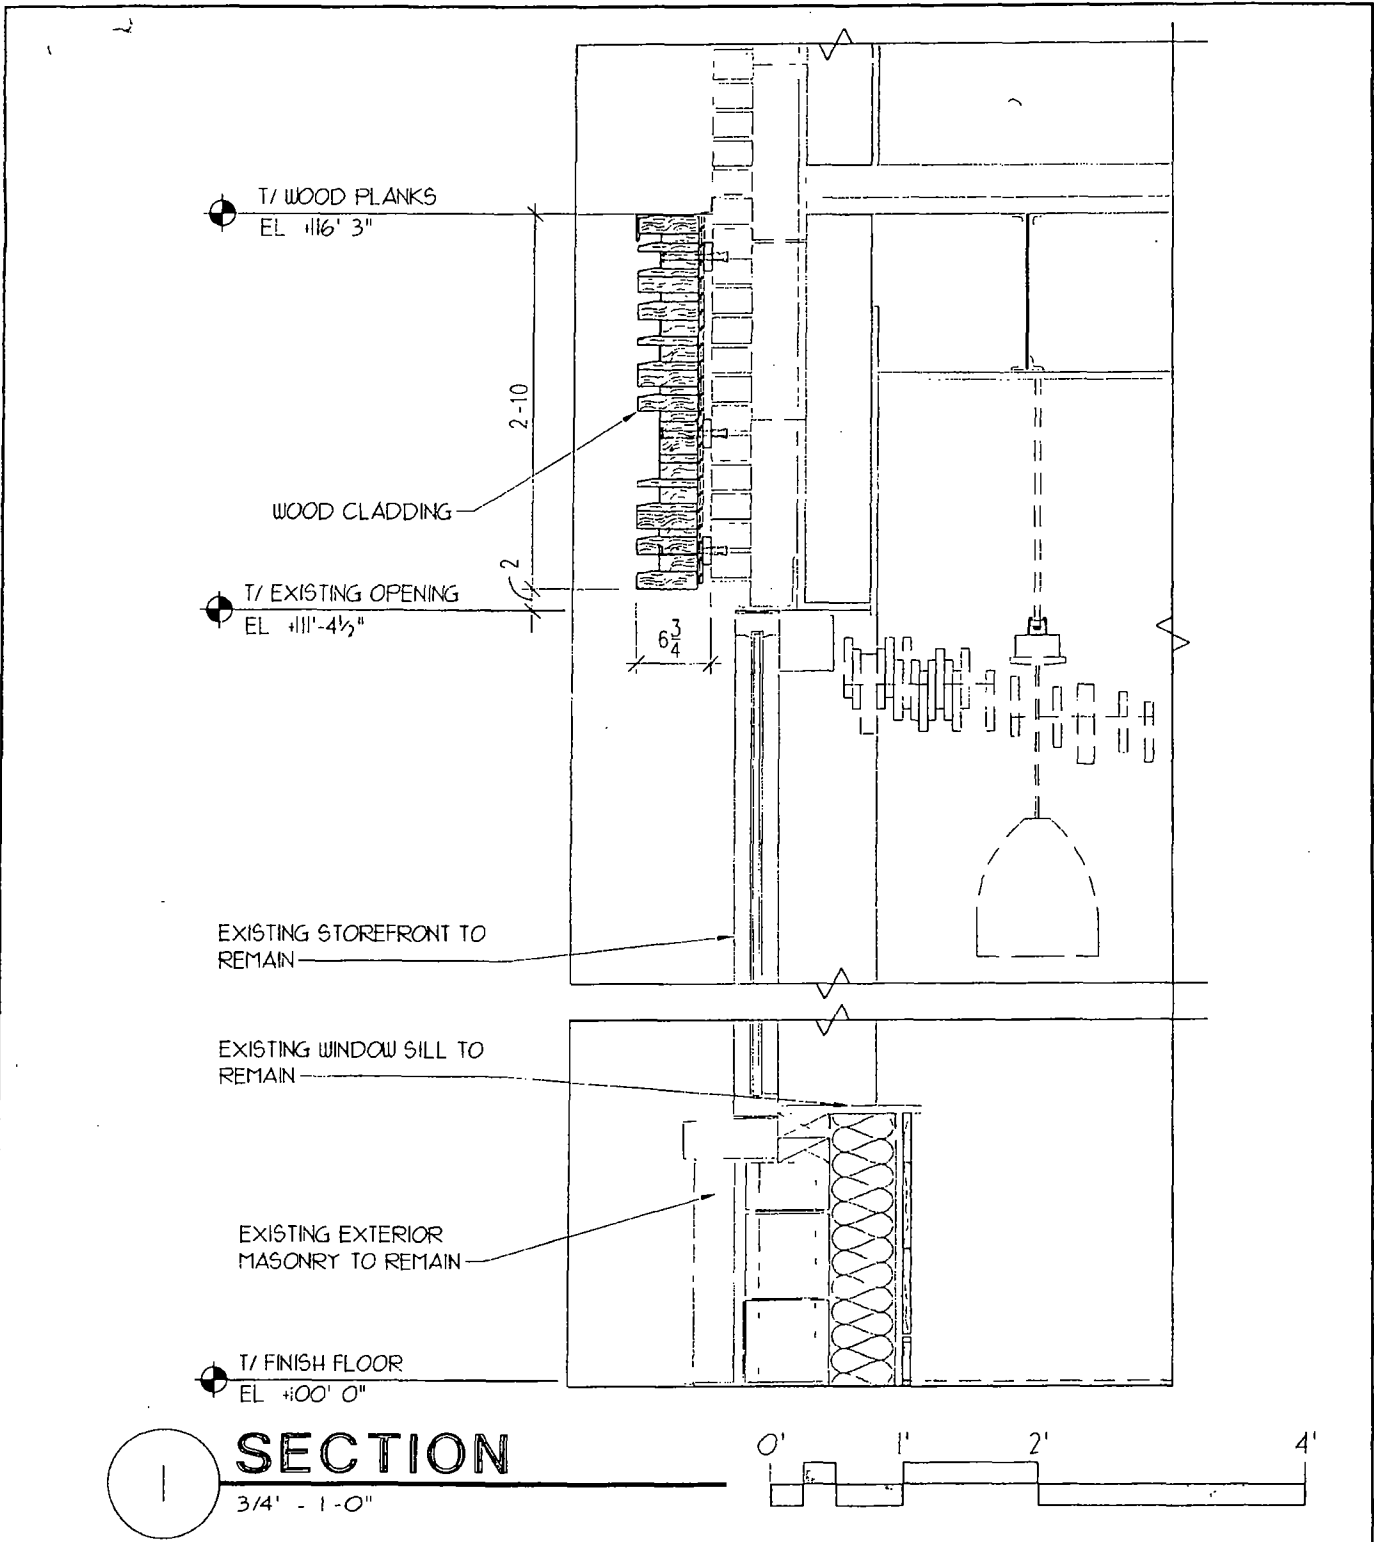 T/ WOOD PLANKS
EL +116' 3"
2-10
WOOD CLADDING
2
T/ EXISTING OPENING
EL +111'-4½"
6 3/4
EXISTING STOREFRONT TO
REMAIN
EXISTING WINDOW SILL TO
REMAIN
EXISTING EXTERIOR
MASONRY TO REMAIN
T/ FINISH FLOOR
EL +100' 0"
1
SECTION
3/4' - 1-0"
0' 1' 2' 4'